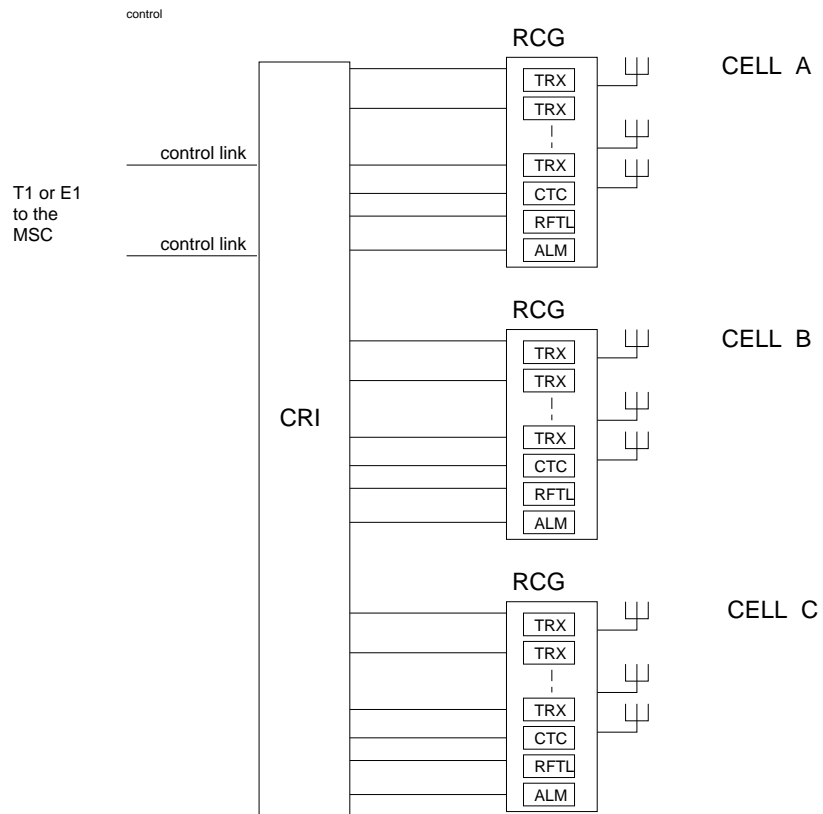 control
RCG
CELL A
TRX
TRX
control link
TRX
T1 or E1
to the
MSC
CTC
RFTL
control link
ALM
RCG
CELL B
TRX
TRX
CRI
TRX
CTC
RFTL
ALM
RCG
CELL C
TRX
TRX
TRX
CTC
RFTL
ALM